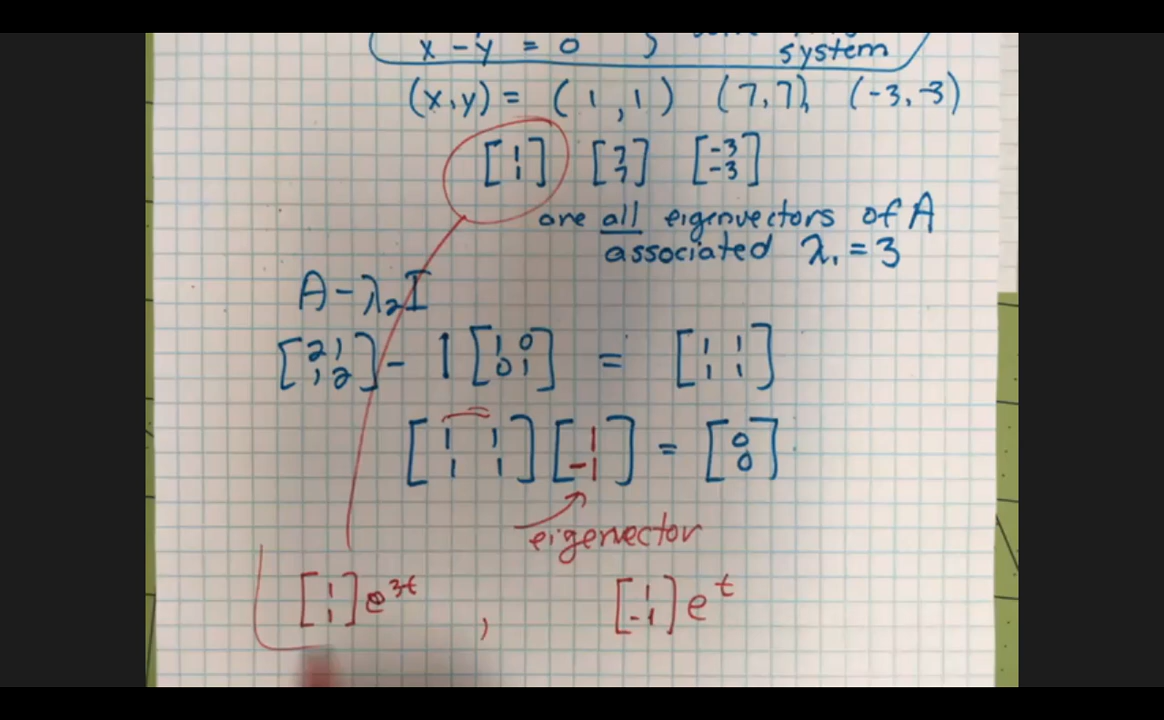 x - y = 0 } system
(x,y) = (1,1) (7,7), (-3,-3)
[1 1] [7 7] [-3 -3]
are all eigenvectors of A
associated λ₁ = 3
A - λ₂I
[2 1 1 2] - 1 [1 0 0 1] = [1 1 1 1]
[1 1 1 1] [1 -1] = [0 0]
eigenvector
[1 1] e^3t , [1 -1] e^t